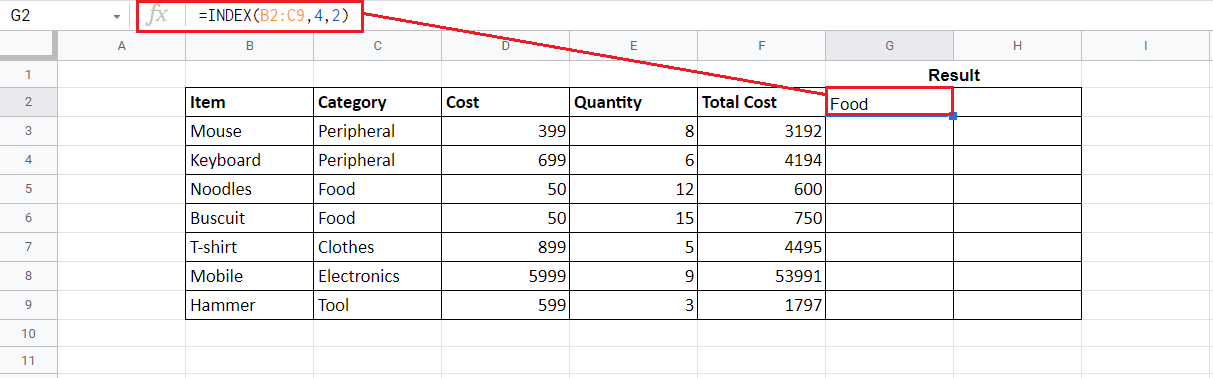 G2 fx =INDEX(B2:C9,4,2)
A B C D E F G H I
1 Result
2 Item Category Cost Quantity Total Cost Food
3 Mouse Peripheral 399 8 3192
4 Keyboard Peripheral 699 6 4194
5 Noodles Food 50 12 600
6 Buscuit Food 50 15 750
7 T-shirt Clothes 899 5 4495
8 Mobile Electronics 5999 9 53991
9 Hammer Tool 599 3 1797
10
11